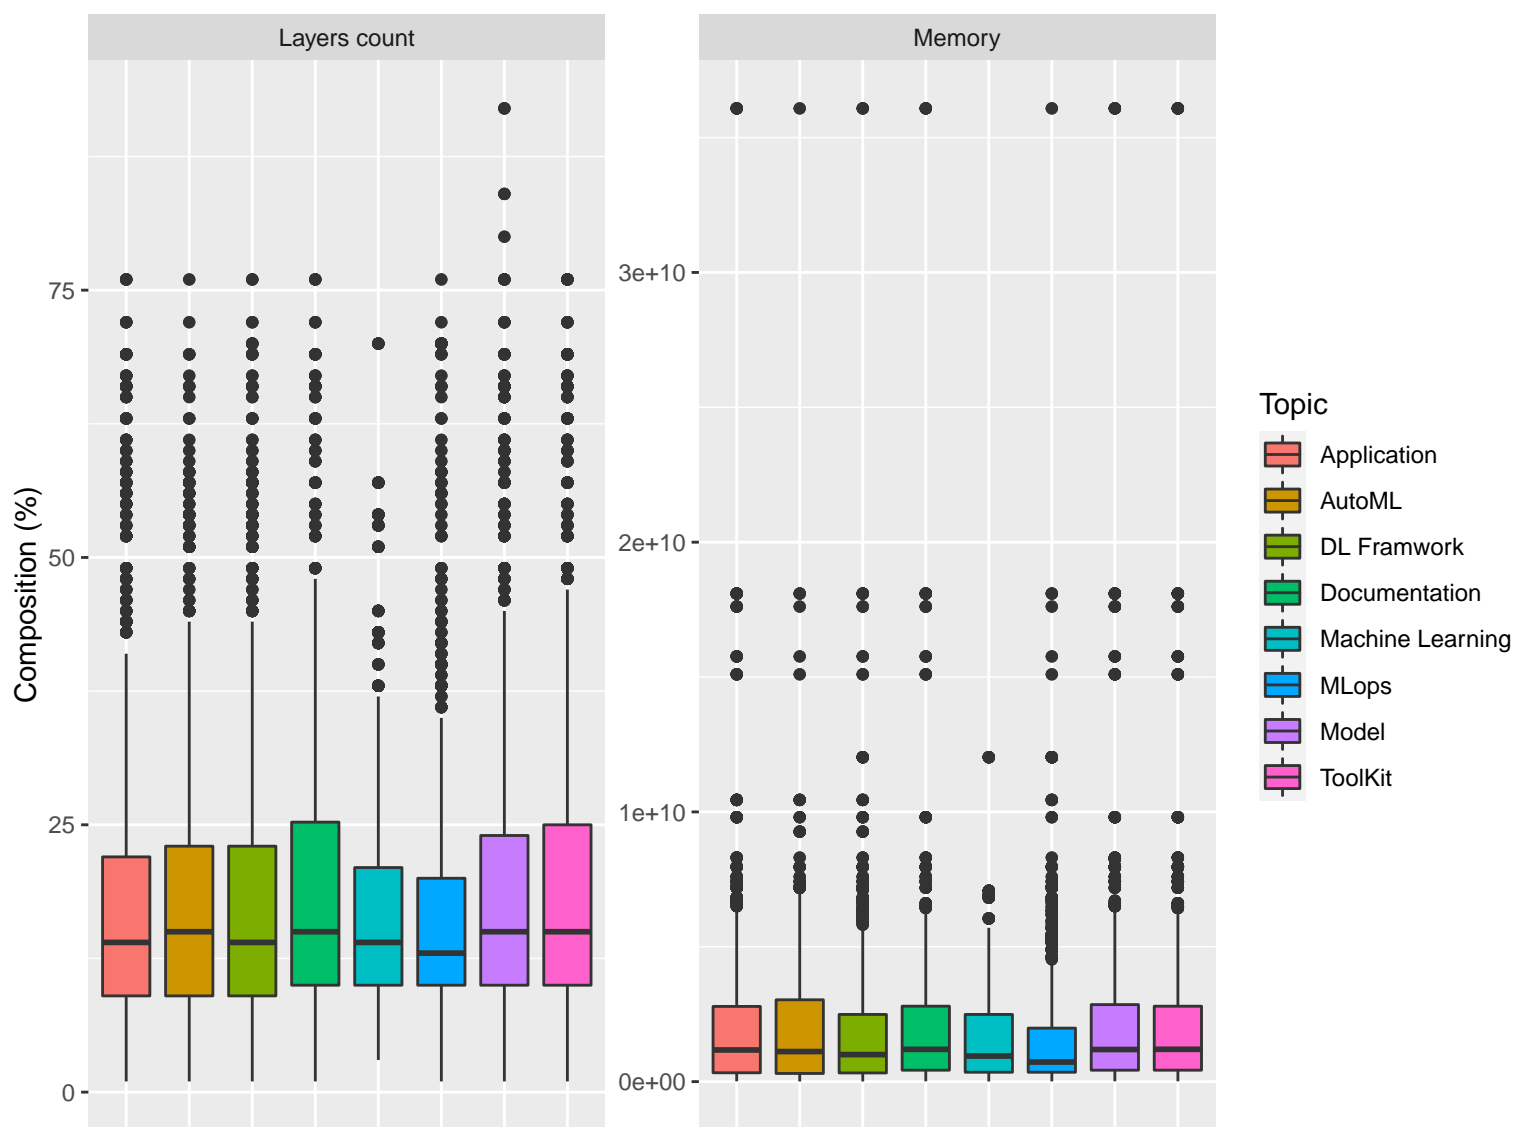 Layers count
Memory
Composition (%)
75
50
25
0
3e+10
2e+10
1e+10
0e+00
Topic
Application
AutoML
DL Framwork
Documentation
Machine Learning
MLops
Model
ToolKit